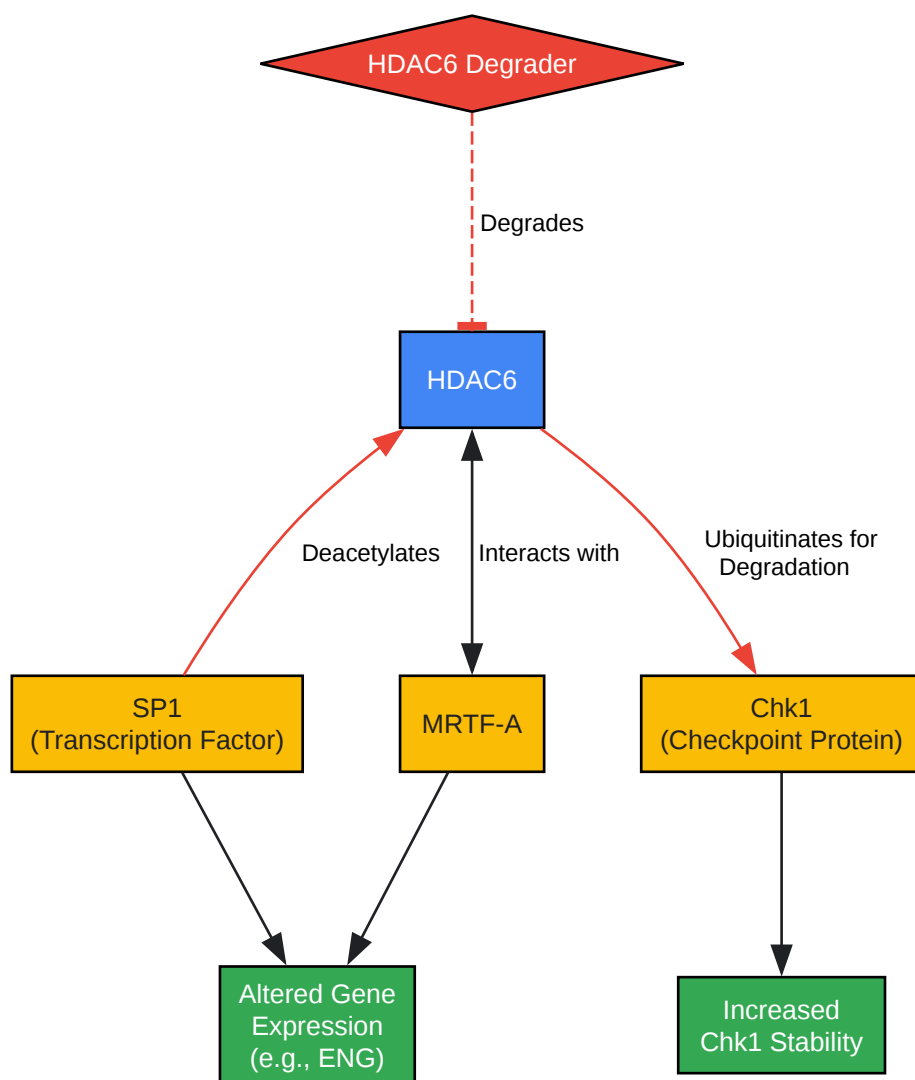 HDAC6 Degrader
Degrades
HDAC6
Deacetylates
Interacts with
Ubiquitinates for
Degradation
SP1
(Transcription Factor)
MRTF-A
Chk1
(Checkpoint Protein)
Altered Gene
Expression
(e.g., ENG)
Increased
Chk1 Stability